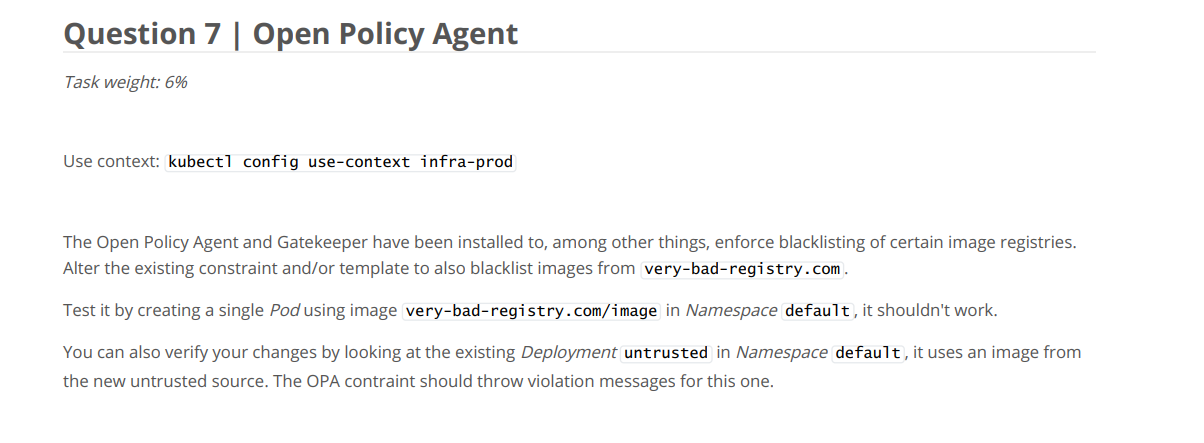 Question 7 | Open Policy Agent
Task weight: 6%
Use context: kubectl config use-context infra-prod
The Open Policy Agent and Gatekeeper have been installed to, among other things, enforce blacklisting of certain image registries.
Alter the existing constraint and/or template to also blacklist images from very-bad-registry.com.
Test it by creating a single Pod using image very-bad-registry.com/image in Namespace default, it shouldn't work.
You can also verify your changes by looking at the existing Deployment untrusted in Namespace default, it uses an image from
the new untrusted source. The OPA contraint should throw violation messages for this one.